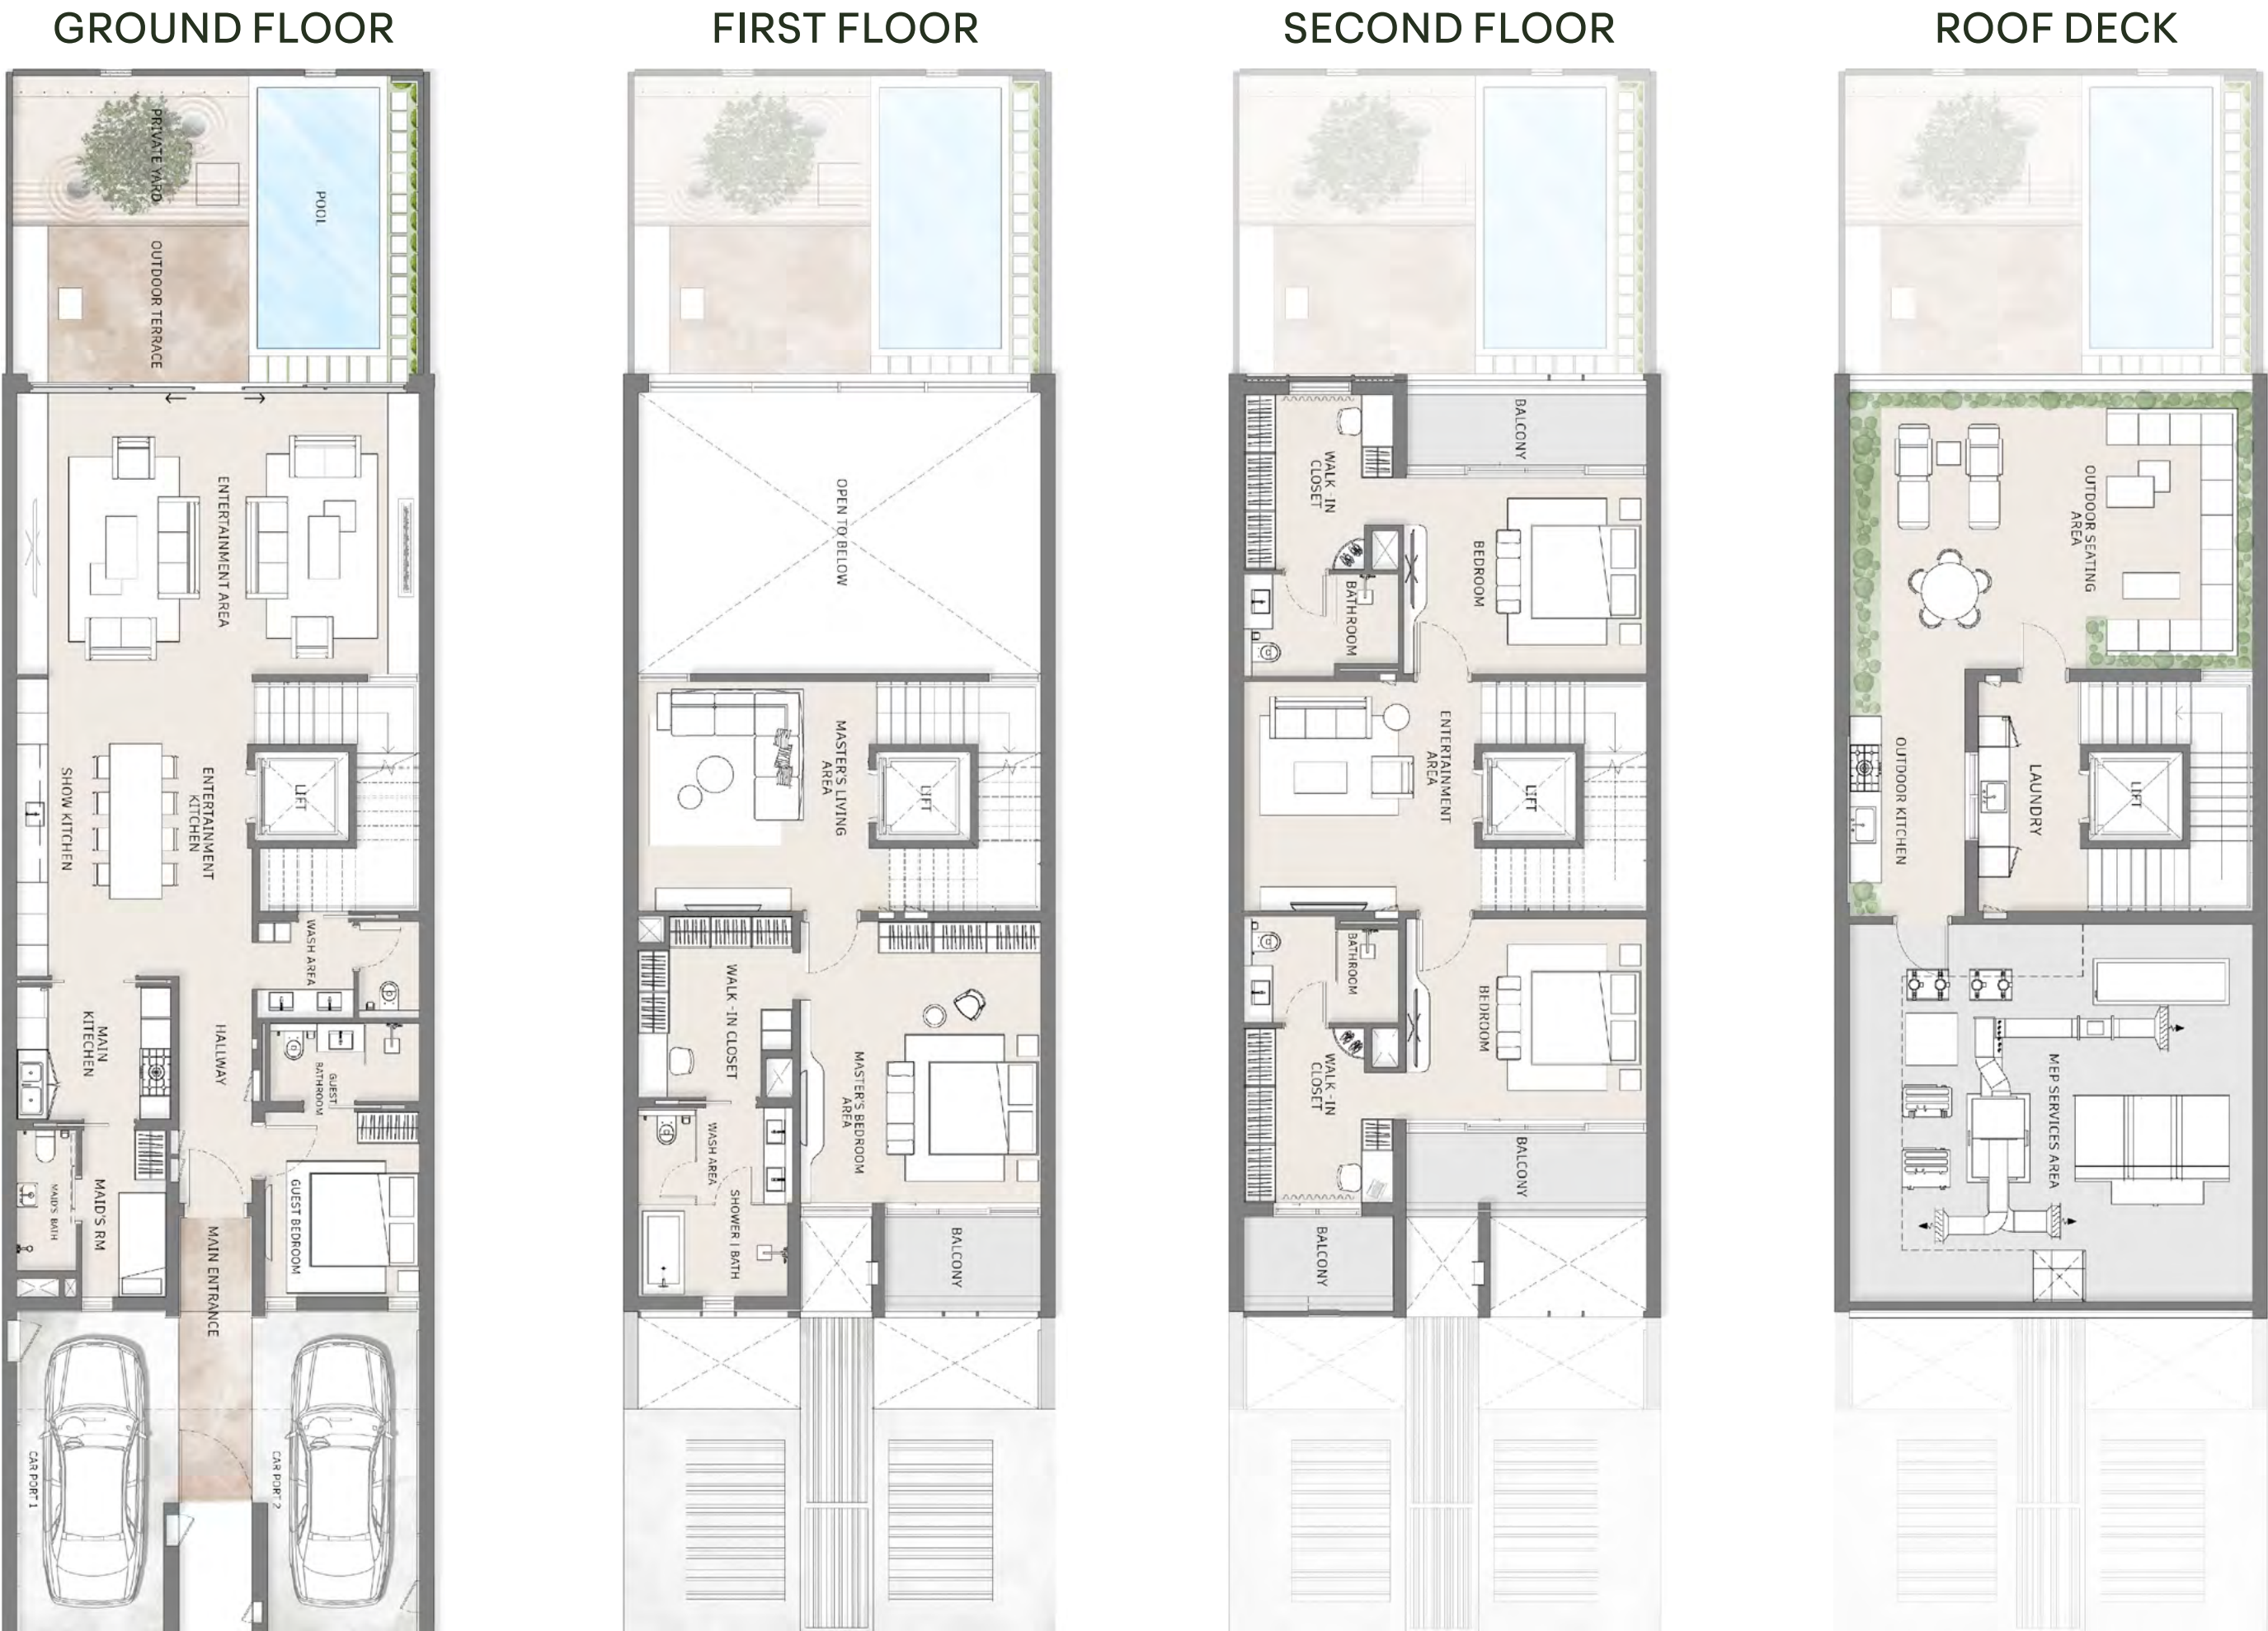 GROUND FLOOR
PRIVATE YARD
POOL
OUTDOOR TERRACE
ENTERTAINMENT AREA
SHOW KITCHEN
ENTERTAINMENT
KITCHEN
LIFT
WASH AREA
MAIN
KITECHEN
HALLWAY
GUEST
BATHROOM
MAID'S BATH
MAID'S RM
MAIN ENTRANCE
GUEST BEDROOM
CAR PORT 1
CAR PORT 2
FIRST FLOOR
OPEN TO BELOW
MASTER'S LIVING
AREA
LIFT
WALK -IN CLOSET
MASTER'S BEDROOM
AREA
WASH AREA
SHOWER | BATH
BALCONY
SECOND FLOOR
BALCONY
WALK -IN
CLOSET
BEDROOM
BATHROOM
ENTERTAINMENT
AREA
LIFT
BATHROOM
BEDROOM
WALK -IN
CLOSET
BALCONY
BALCONY
ROOF DECK
OUTDOOR SEATING
AREA
OUTDOOR KITCHEN
LAUNDRY
LIFT
MEP SERVICES AREA